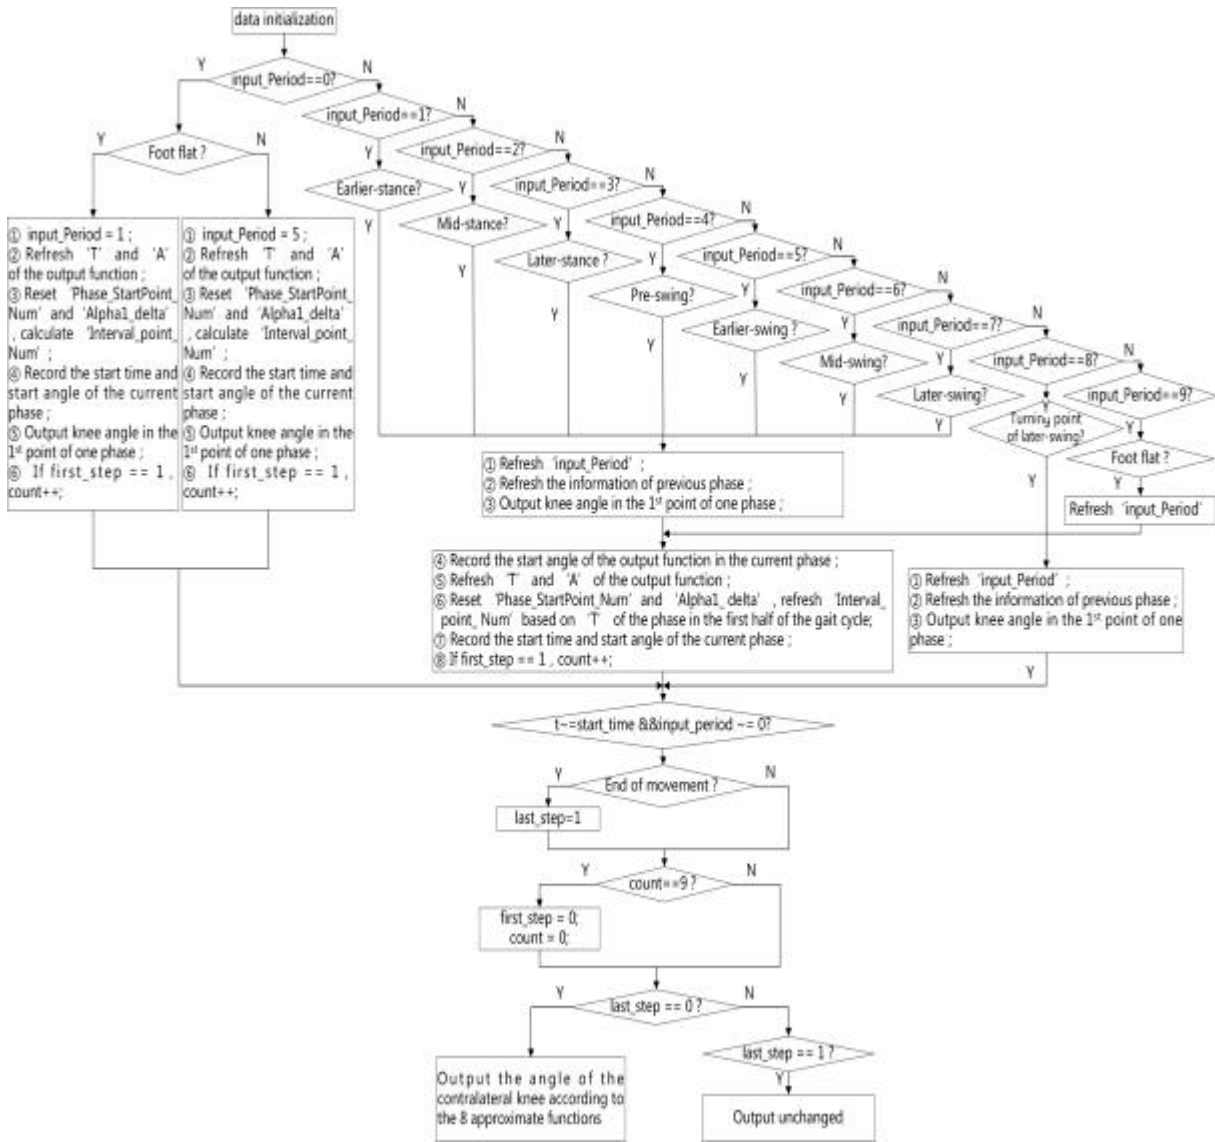 data initialization
Y
N
input_Period==0?
N
input_Period==1?
Y
N
Foot flat ?
Y
N
input_Period==2?
Y
N
Earlier-stance?
Y
input_Period==3?
N
Mid-stance?
Y
input_Period==4?
N
Later-stance ?
Y
input_Period==5?
N
Pre-swing?
Y
input_Period==6?
N
Earlier-swing ?
Y
input_Period==7?
N
Mid-swing?
Y
input_Period==8?
N
Later-swing?
Y
input_Period==9?
Turning point
of later-swing?
Y
Foot flat ?
Y
Y
Y
Y
Y
Y
Y
Y
Refresh 'input_Period'
① input_Period = 1 ;
② Refresh 'T' and 'A'
of the output function ;
③ Reset 'Phase_StartPoint_
Num' and 'Alpha1_delta'
, calculate 'Interval_point_
Num' ;
④ Record the start time and
start angle of the current
phase ;
⑤ Output knee angle in the
1st point of one phase ;
⑥ If first_step == 1 ,
count++;
① input_Period = 5 ;
② Refresh 'T' and 'A'
of the output function ;
③ Reset 'Phase_StartPoint_
Num' and 'Alpha1_delta'
, calculate 'Interval_point_
Num' ;
④ Record the start time and
start angle of the current
phase ;
⑤ Output knee angle in the
1st point of one phase ;
⑥ If first_step == 1 ,
count++;
① Refresh 'input_Period' ;
② Refresh the information of previous phase ;
③ Output knee angle in the 1st point of one phase ;
④ Record the start angle of the output function in the current phase ;
⑤ Refresh 'T' and 'A' of the output function ;
⑥ Reset 'Phase_StartPoint_Num' and 'Alpha1_delta' , refresh 'Interval_
point_Num' based on 'T' of the phase in the first half of the gait cycle;
⑦ Record the start time and start angle of the current phase ;
⑧ If first_step == 1 , count++;
① Refresh 'input_Period' ;
② Refresh the information of previous phase ;
③ Output knee angle in the 1st point of one
phase ;
Y
t~=start_time &&input_period ~= 0?
Y
N
End of movement ?
last_step=1
Y
N
count==9 ?
first_step = 0;
count = 0;
Y
N
last_step == 0 ?
last_step == 1 ?
Y
Output the angle of the
contralateral knee according to
the 8 approximate functions
Output unchanged